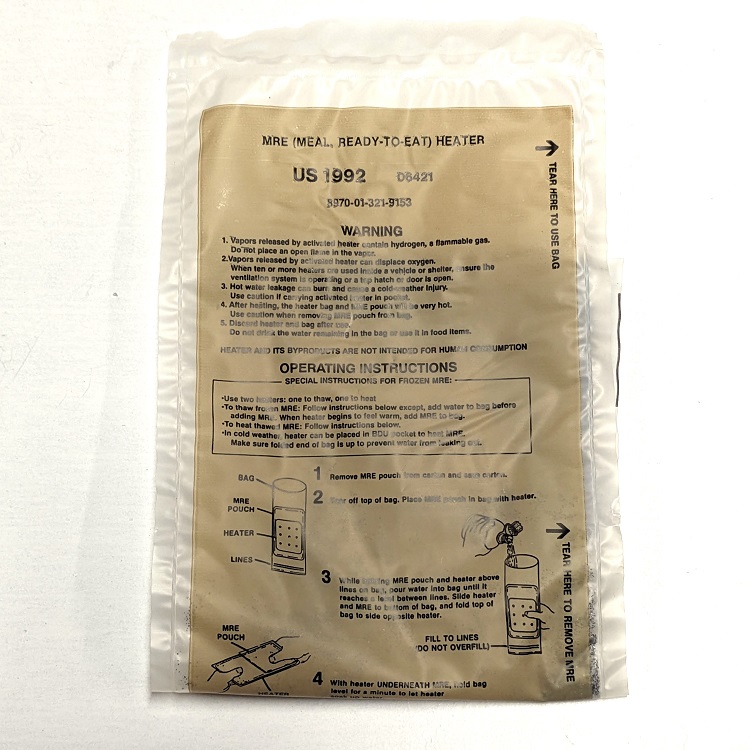 MRE (MEAL, READY-TO-EAT) HEATER
TEAR HERE TO USE BAG
US 1992 D6421
8970-01-321-9153
WARNING
1. Vapors released by activated heater contain hydrogen, a flammable gas.
Do not place an open flame in the vapor.
2.Vapors released by activated heater can displace oxygen.
When ten or more heaters are used inside a vehicle or shelter, ensure the
ventilation system is operating or a top hatch or door is open.
3. Hot water leakage can burn and cause a cold-weather injury.
Use caution if carrying activated heater in pocket.
4. After heating, the heater bag and MRE pouch will be very hot.
Use caution when removing MRE pouch from bag.
5. Discard heater and bag after use.
Do not drink the water remaining in the bag or use it in food items.
HEATER AND ITS BYPRODUCTS ARE NOT INTENDED FOR HUMAN CONSUMPTION
OPERATING INSTRUCTIONS
SPECIAL INSTRUCTIONS FOR FROZEN MRE:
•Use two heaters: one to thaw, one to heat
•To thaw frozen MRE: Follow instructions below except, add water to bag before
adding MRE. When heater begins to feel warm, add MRE to bag.
•To heat thawed MRE: Follow instructions below.
•In cold weather, heater can be placed in BDU pocket to heat MRE.
Make sure folded end of bag is up to prevent water from leaking out.
1 Remove MRE pouch from carton and save carton.
2 Tear off top of bag. Place MRE pouch in bag with heater.
BAG
MRE
POUCH
HEATER
LINES
TEAR HERE TO REMOVE MRE
3 While holding MRE pouch and heater above
lines on bag, pour water into bag until it
reaches a level between lines. Slide heater
and MRE to bottom of bag, and fold top of
bag to side opposite heater.
FILL TO LINES
(DO NOT OVERFILL)
MRE
POUCH
HEATER
4 With heater UNDERNEATH MRE, hold bag
level for a minute to let heater